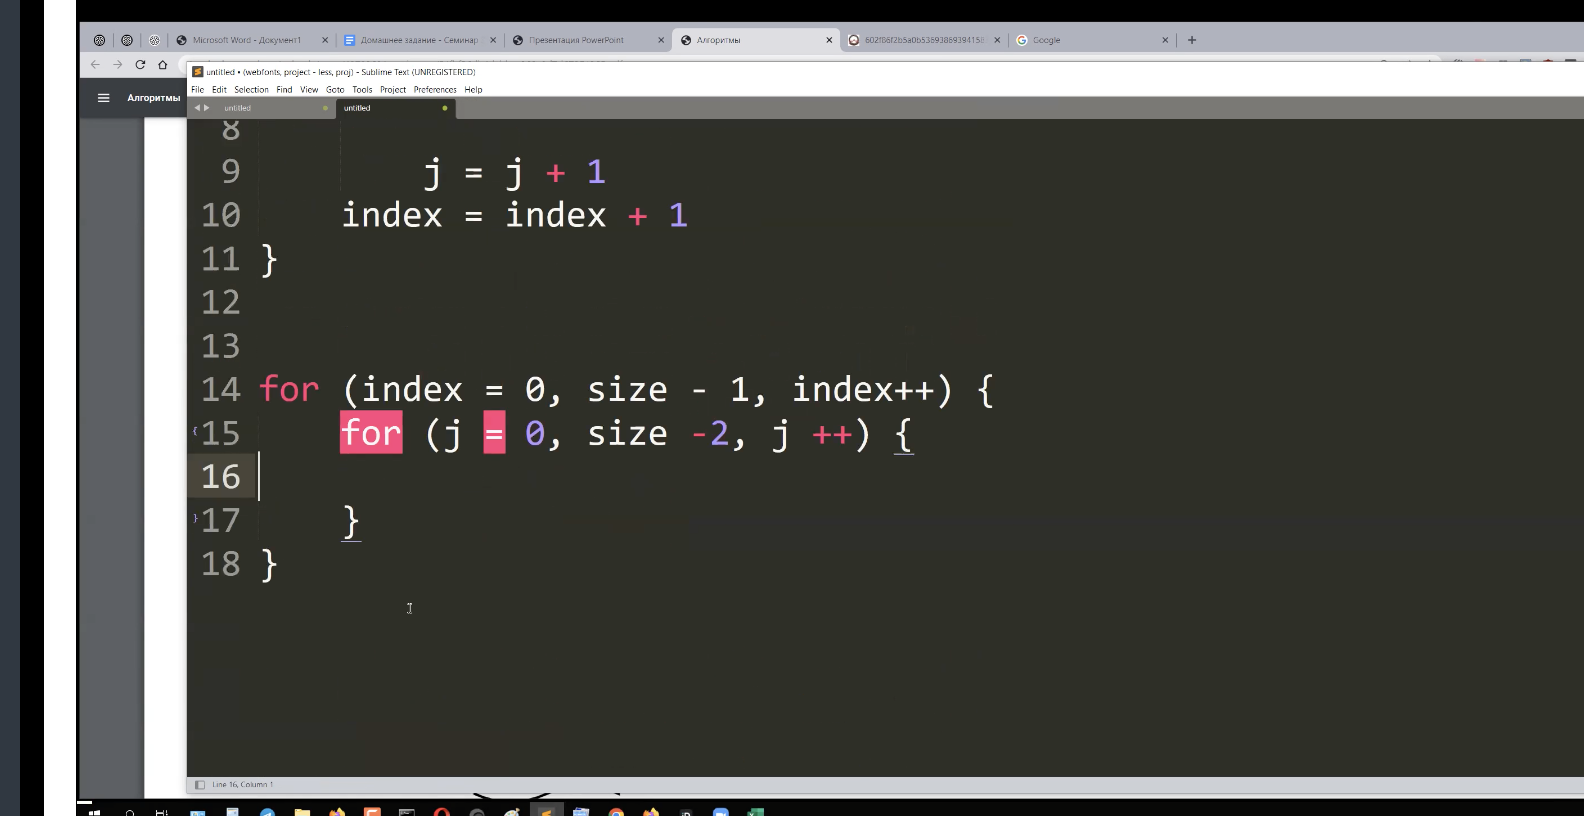 Microsoft Word - Документ1
Домашнее задание - Семинар
Презентация PowerPoint
Алгоритмы
Google
untitled • (webfonts, project - less, proj) - Sublime Text (UNREGISTERED)
File Edit Selection Find View Goto Tools Project Preferences Help
Алгоритмы
untitled
untitled
8
9 j = j + 1
10 index = index + 1
11 }
12
13
14 for (index = 0, size - 1, index++) {
{ 15 for (j = 0, size -2, j ++) {
16
} 17 }
18 }
Line 16, Column 1